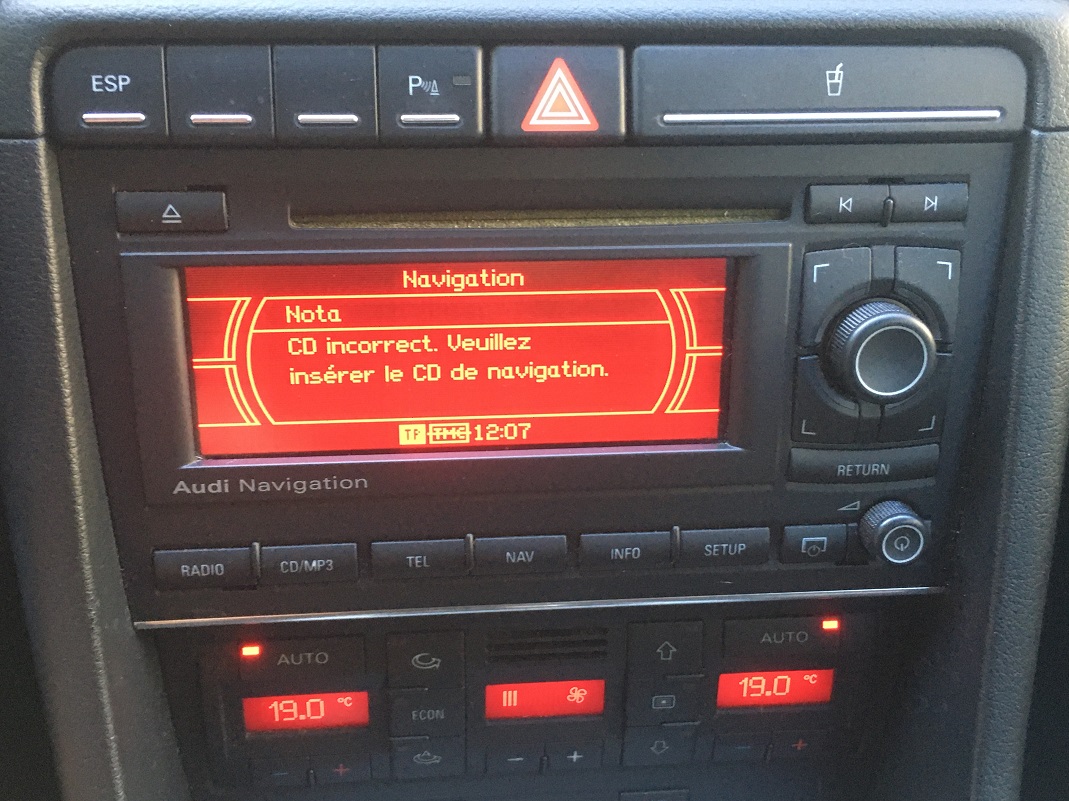 ESP
P
Navigation
Nota
CD incorrect. Veuillez
insérer le CD de navigation.
TP TMC 12:07
Audi Navigation
RETURN
RADIO
CD/MP3
TEL
NAV
INFO
SETUP
AUTO
AUTO
19.0 °C
19.0 °C
ECON